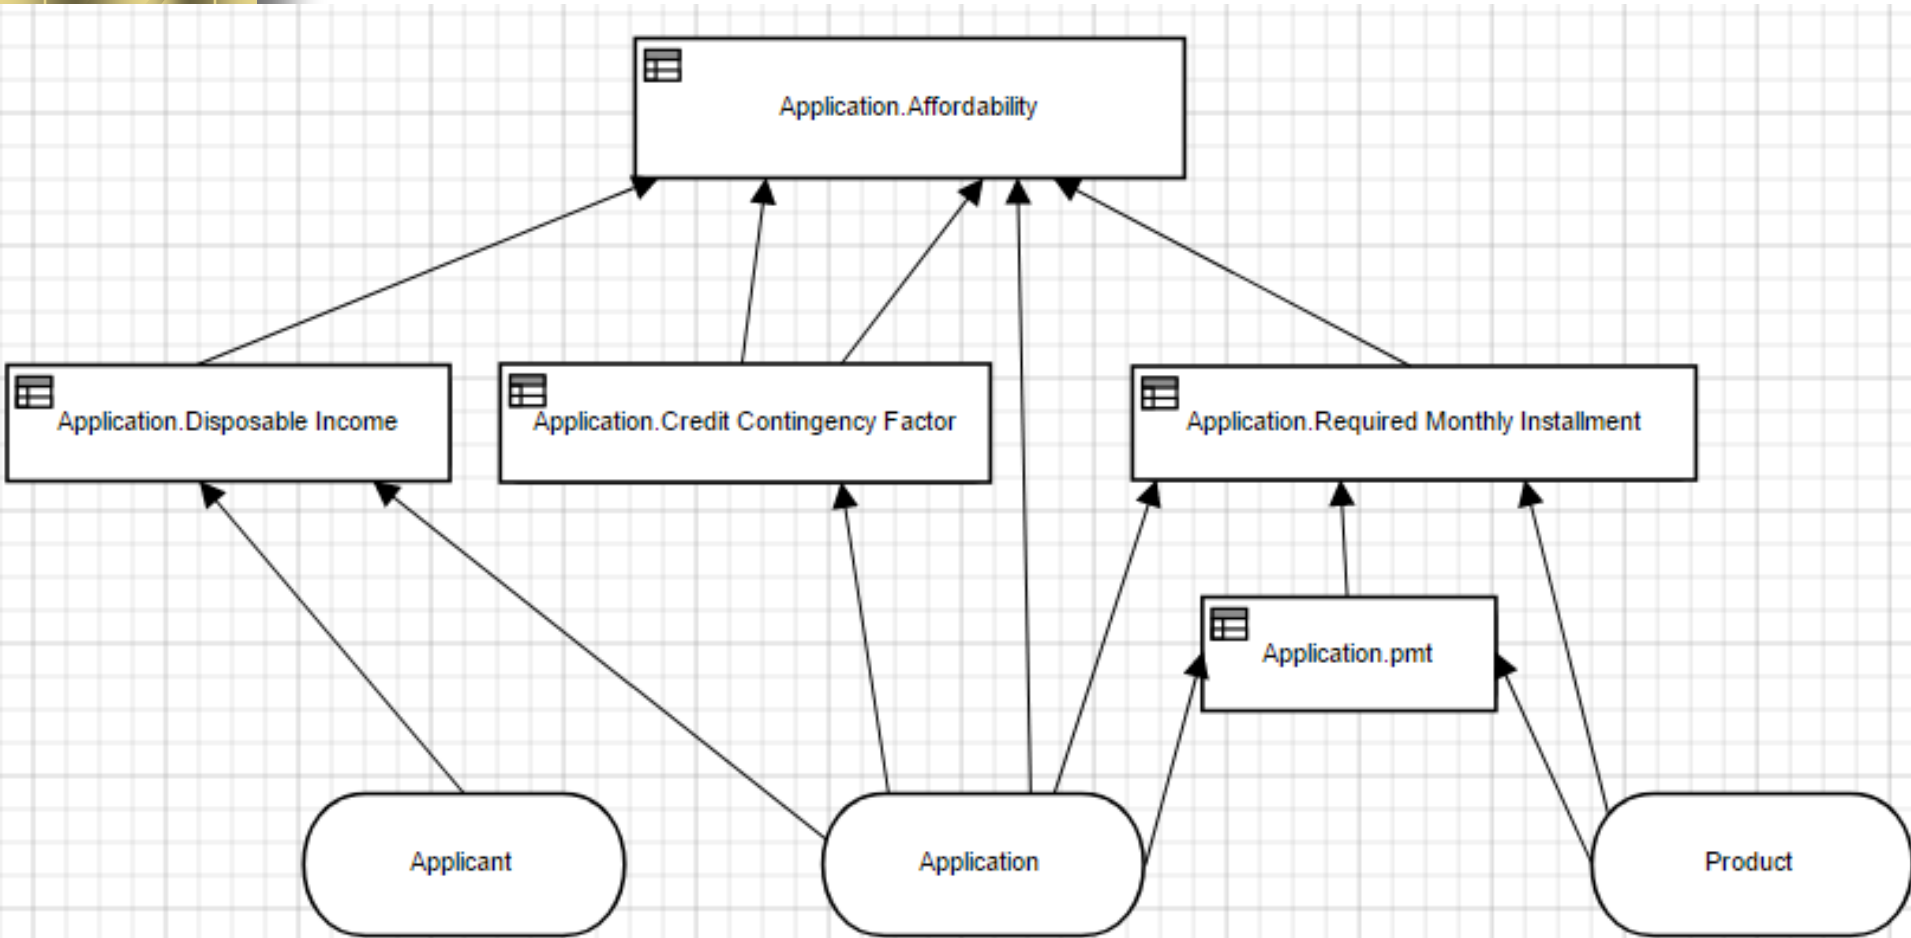 Application.Affordability
Application.Disposable Income
Application.Credit Contingency Factor
Application.Required Monthly Installment
Application.pmt
Applicant
Application
Product